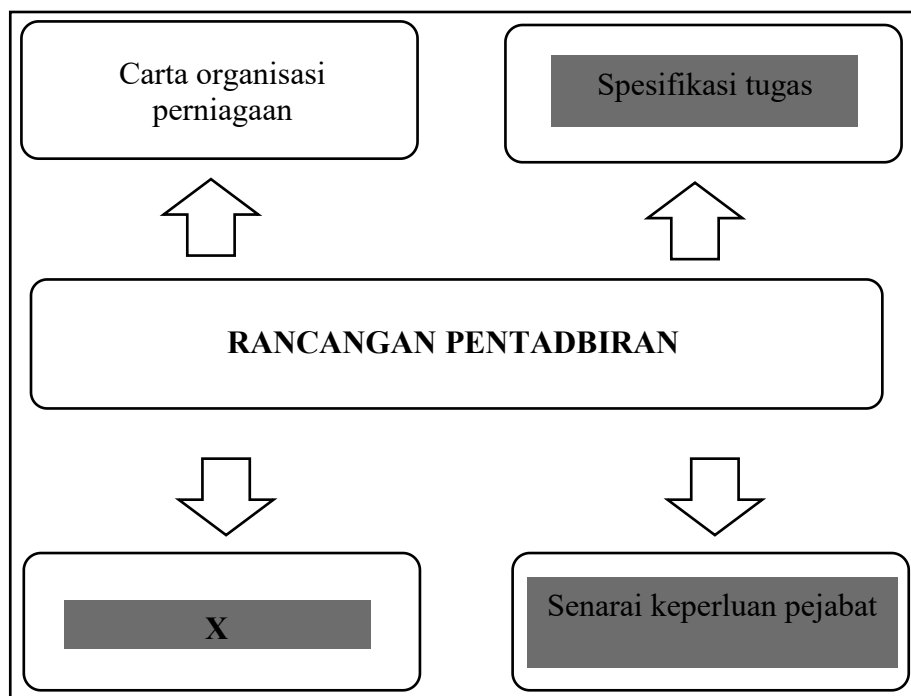 Carta organisasi
perniagaan
Spesifikasi tugas
RANCANGAN PENTADBIRAN
X
Senarai keperluan pejabat